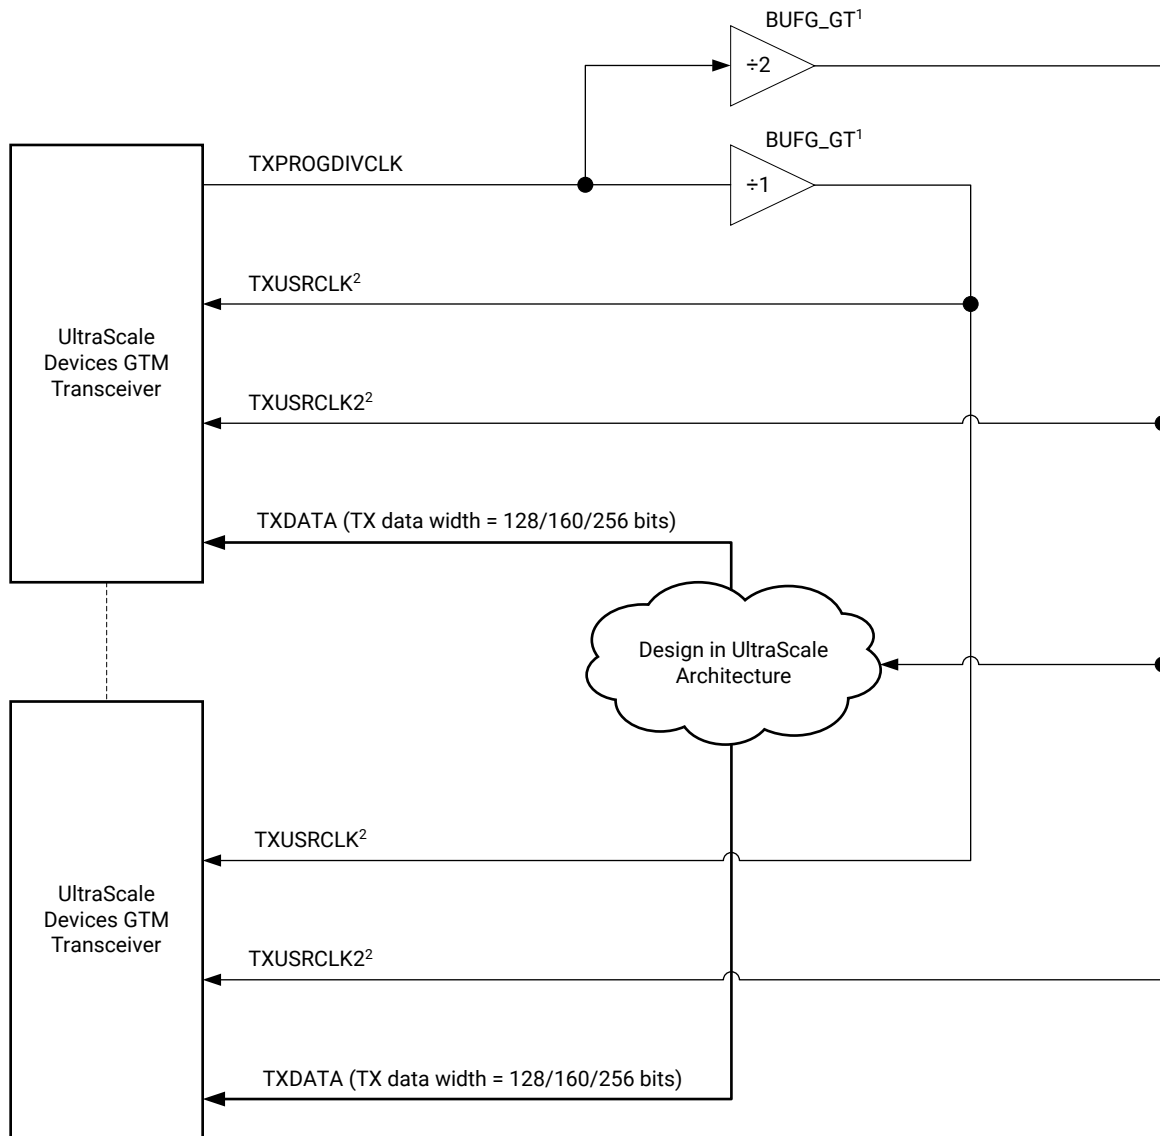 BUFG_GT¹
÷2
BUFG_GT¹
TXPROGDIVCLK
÷1
TXUSRCLK²
UltraScale
Devices GTM
Transceiver
TXUSRCLK2²
TXDATA (TX data width = 128/160/256 bits)
Design in UltraScale
Architecture
TXUSRCLK²
UltraScale
Devices GTM
Transceiver
TXUSRCLK2²
TXDATA (TX data width = 128/160/256 bits)